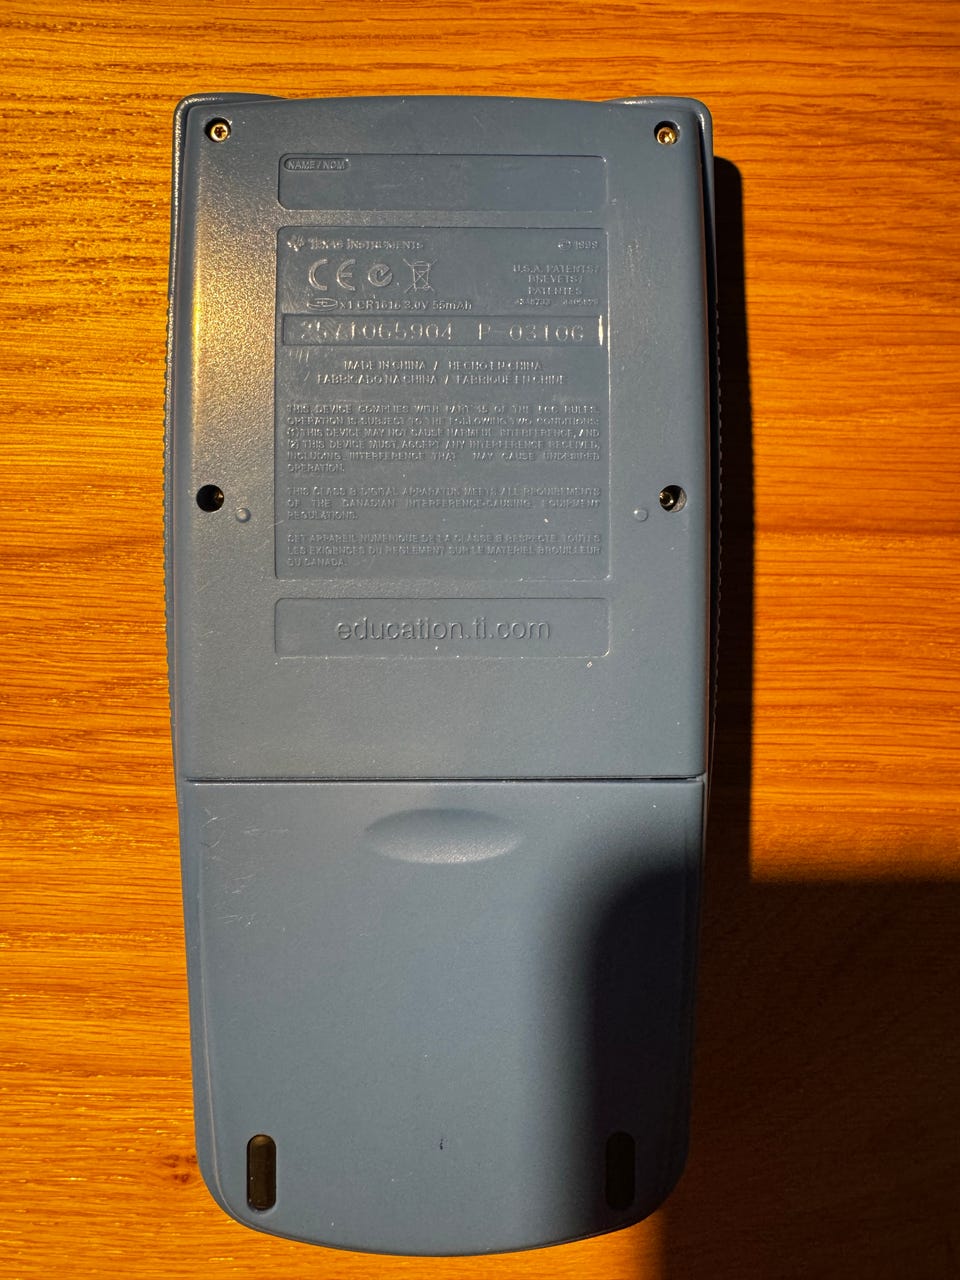 NAME / NOM
TEXAS INSTRUMENTS
© 1999
CE
U.S.A. PATENTS/
BREVETS/
PATENTES
x1 CR1616 3.0V 55mAh
P-0310G
MADE IN CHINA / HECHO EN CHINA
FABRICADO NA CHINA / FABRIQUÉ EN CHINE
THIS DEVICE COMPLIES WITH PART 15 OF THE FCC RULES.
OPERATION IS SUBJECT TO THE FOLLOWING TWO CONDITIONS:
(1) THIS DEVICE MAY NOT CAUSE HARMFUL INTERFERENCE, AND
(2) THIS DEVICE MUST ACCEPT ANY INTERFERENCE RECEIVED,
INCLUDING INTERFERENCE THAT MAY CAUSE UNDESIRED
OPERATION.
THIS CLASS B DIGITAL APPARATUS MEETS ALL REQUIREMENTS
OF THE CANADIAN INTERFERENCE-CAUSING EQUIPMENT
REGULATIONS.
CET APPAREIL NUMERIQUE DE LA CLASSE B RESPECTE TOUTES
LES EXIGENCES DU REGLEMENT SUR LE MATERIEL BROUILLEUR
DU CANADA.
education.ti.com